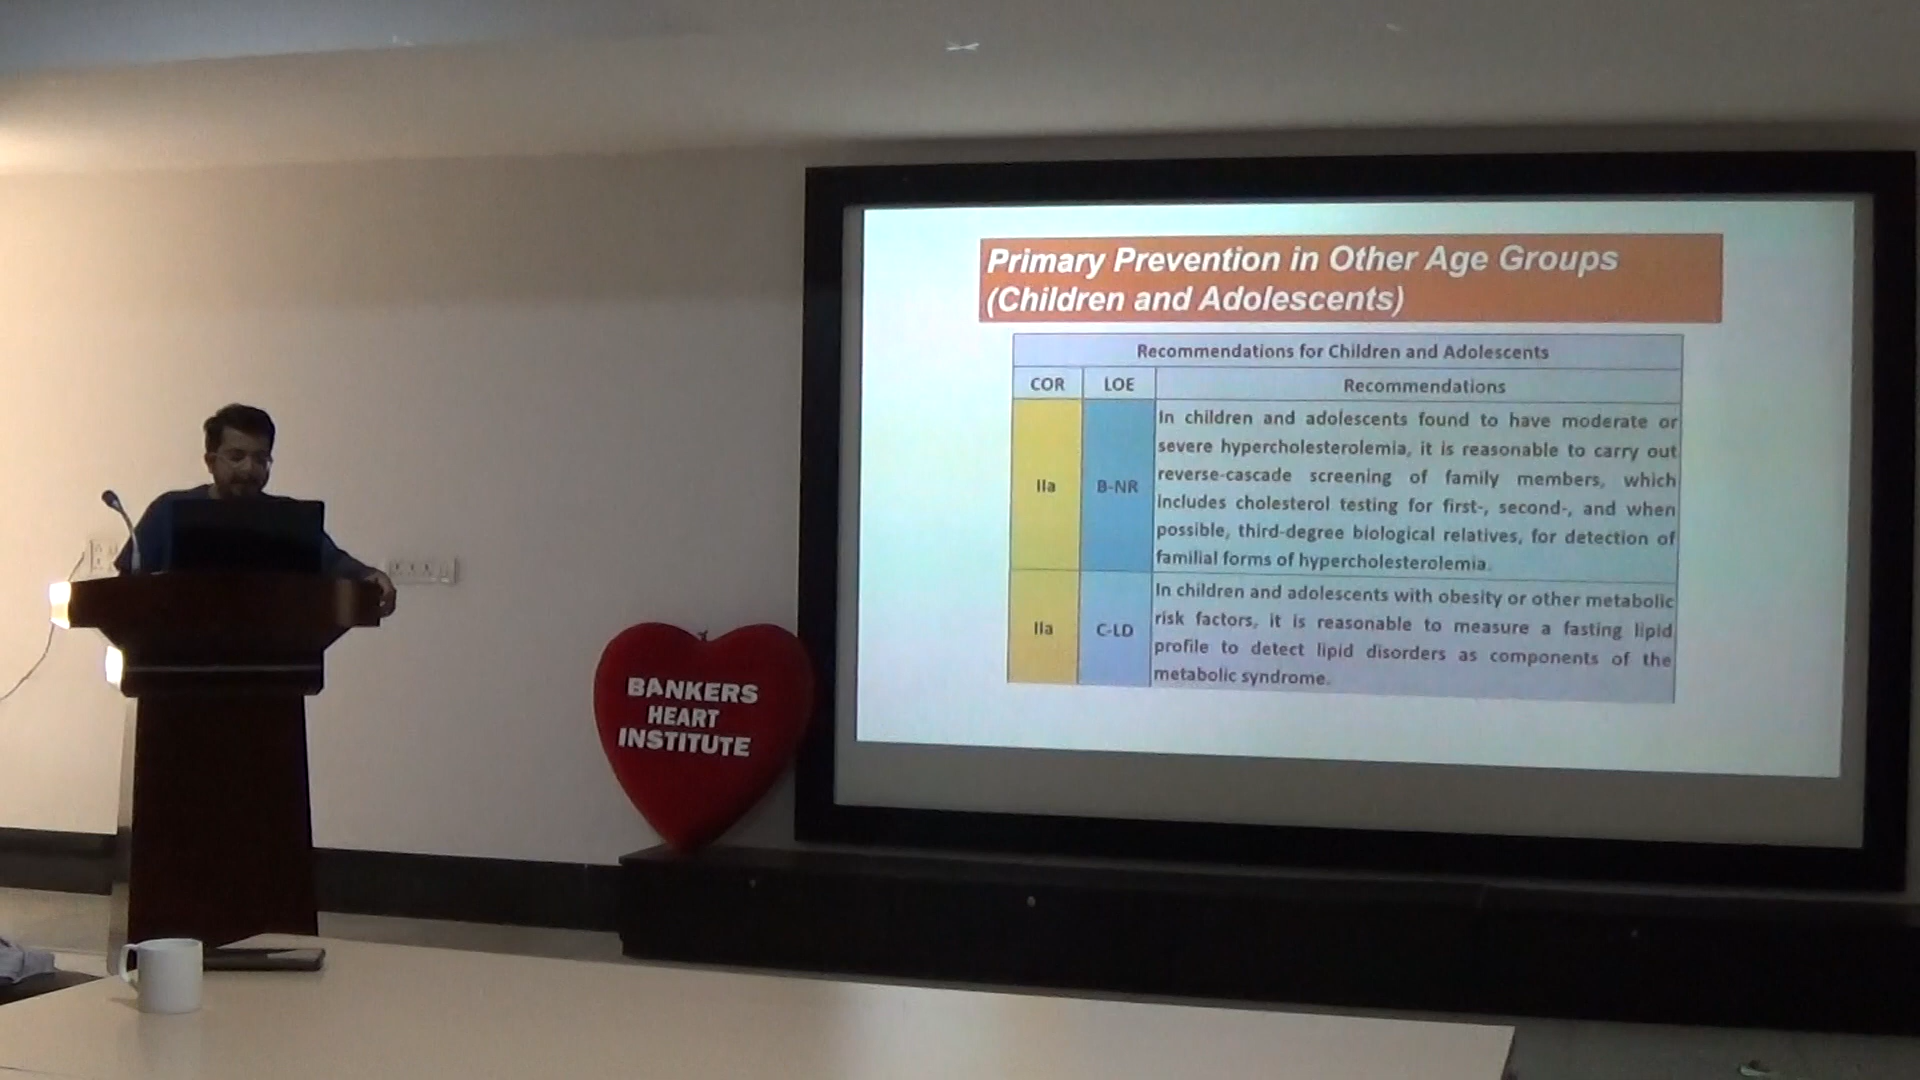 Primary Prevention in Other Age Groups
(Children and Adolescents)
Recommendations for Children and Adolescents
COR LOE Recommendations
IIa B-NR
In children and adolescents found to have moderate or
severe hypercholesterolemia, it is reasonable to carry out
reverse-cascade screening of family members, which
includes cholesterol testing for first-, second-, and when
possible, third-degree biological relatives, for detection of
familial forms of hypercholesterolemia.
IIa C-LD
In children and adolescents with obesity or other metabolic
risk factors, it is reasonable to measure a fasting lipid
profile to detect lipid disorders as components of the
metabolic syndrome.
BANKERS
HEART
INSTITUTE